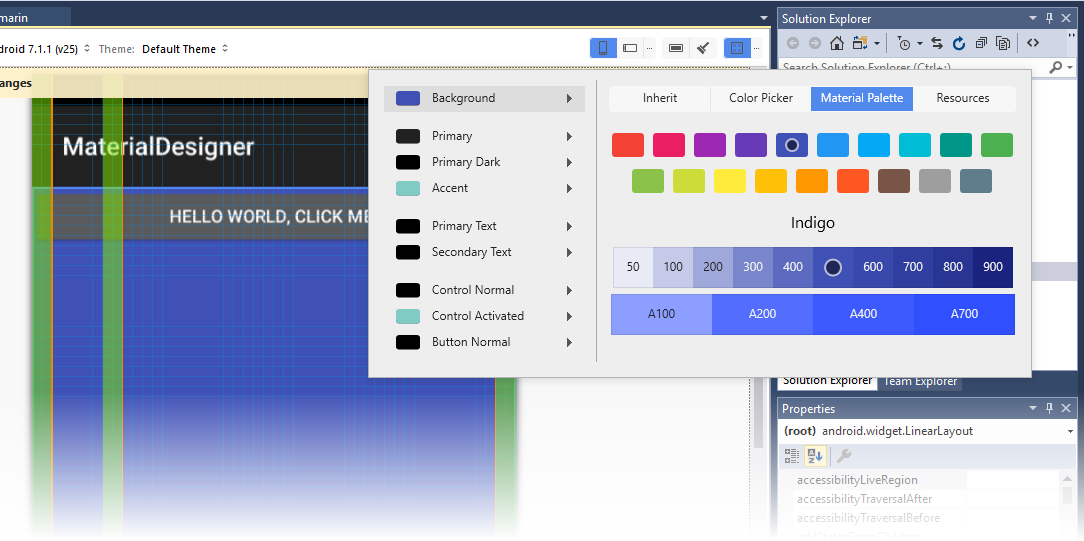 marin
Solution Explorer
droid 7.1.1 (v25)
Theme: Default Theme
Search Solution Explorer (Ctrl+;)
anges
Background
Primary
Primary Dark
Accent
Primary Text
Secondary Text
Control Normal
Control Activated
Button Normal
Inherit
Color Picker
Material Palette
Resources
Indigo
50 100 200 300 400 600 700 800 900
A100 A200 A400 A700
MaterialDesigner
HELLO WORLD, CLICK ME
Solution Explorer
Team Explorer
Properties
(root) android.widget.LinearLayout
accessibilityLiveRegion
accessibilityTraversalAfter
accessibilityTraversalBefore